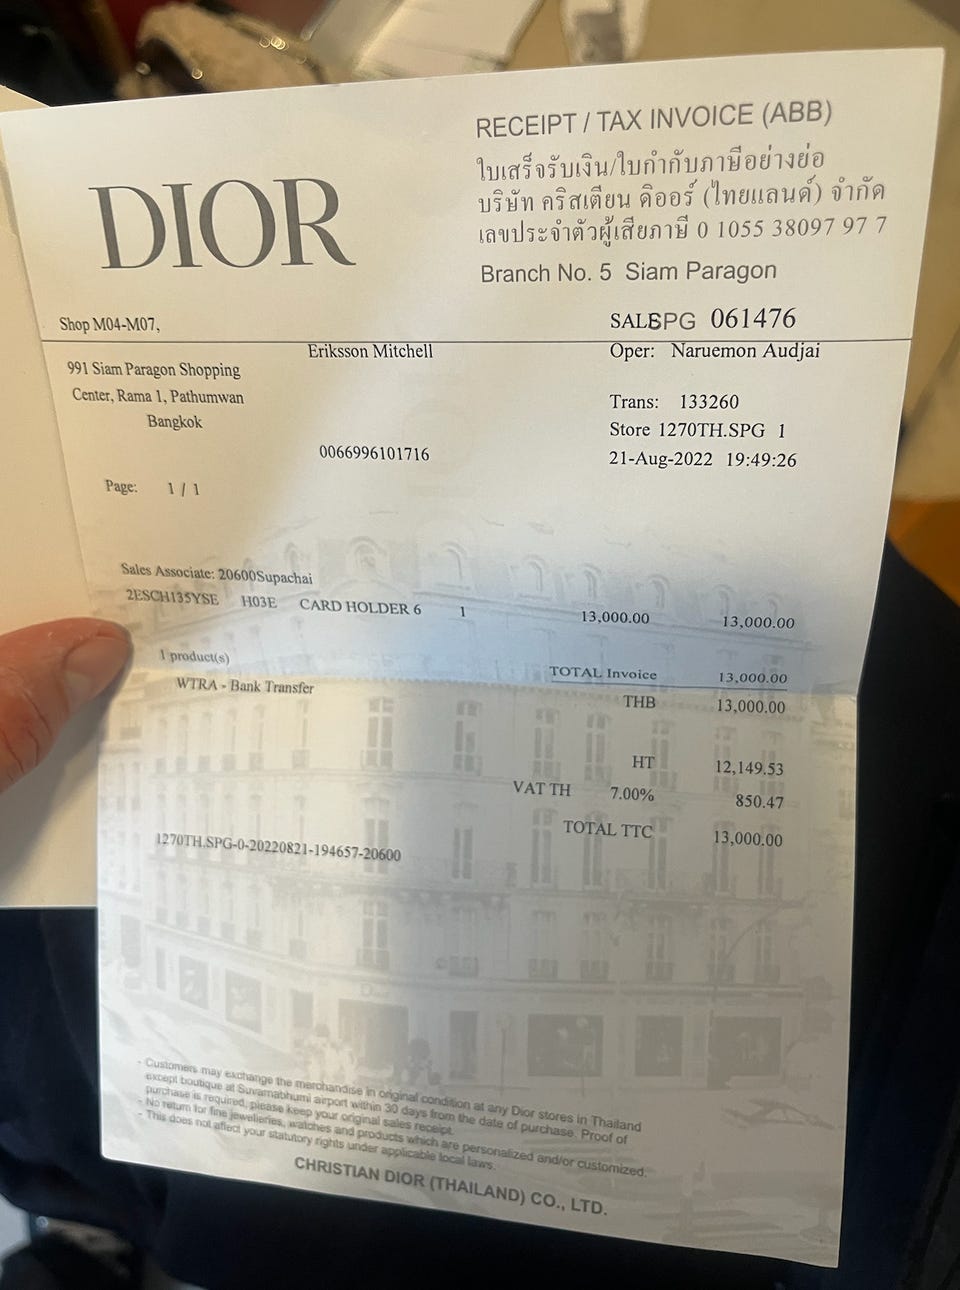 RECEIPT / TAX INVOICE (ABB)
ใบเสร็จรับเงิน/ใบกำกับภาษีอย่างย่อ
บริษัท คริสเตียน ดิออร์ (ไทยแลนด์) จำกัด
เลขประจำตัวผู้เสียภาษี 0 1055 38097 97 7
Branch No. 5 Siam Paragon
DIOR
Shop M04-M07,
SALE SPG 061476
Eriksson Mitchell
Oper: Naruemon Audjai
991 Siam Paragon Shopping
Center, Rama 1, Pathumwan
Bangkok
Trans: 133260
Store 1270TH.SPG 1
0066996101716
21-Aug-2022 19:49:26
Page: 1 / 1
Sales Associate: 20600Supachai
2ESCH135YSE H03E CARD HOLDER 6 1 13,000.00 13,000.00
1 product(s)
TOTAL Invoice 13,000.00
WTRA - Bank Transfer
THB 13,000.00
HT 12,149.53
VAT TH 7.00% 850.47
TOTAL TTC 13,000.00
1270TH.SPG-0-20220821-194657-20600
- Customers may exchange the merchandise in original condition at any Dior stores in Thailand
except boutique at Suvarnabhumi airport within 30 days from the date of purchase. Proof of
purchase is required, please keep your original sales receipt.
- No return for fine jewelleries, watches and products which are personalized and/or customized.
- This does not affect your statutory rights under applicable local laws.
CHRISTIAN DIOR (THAILAND) CO., LTD.